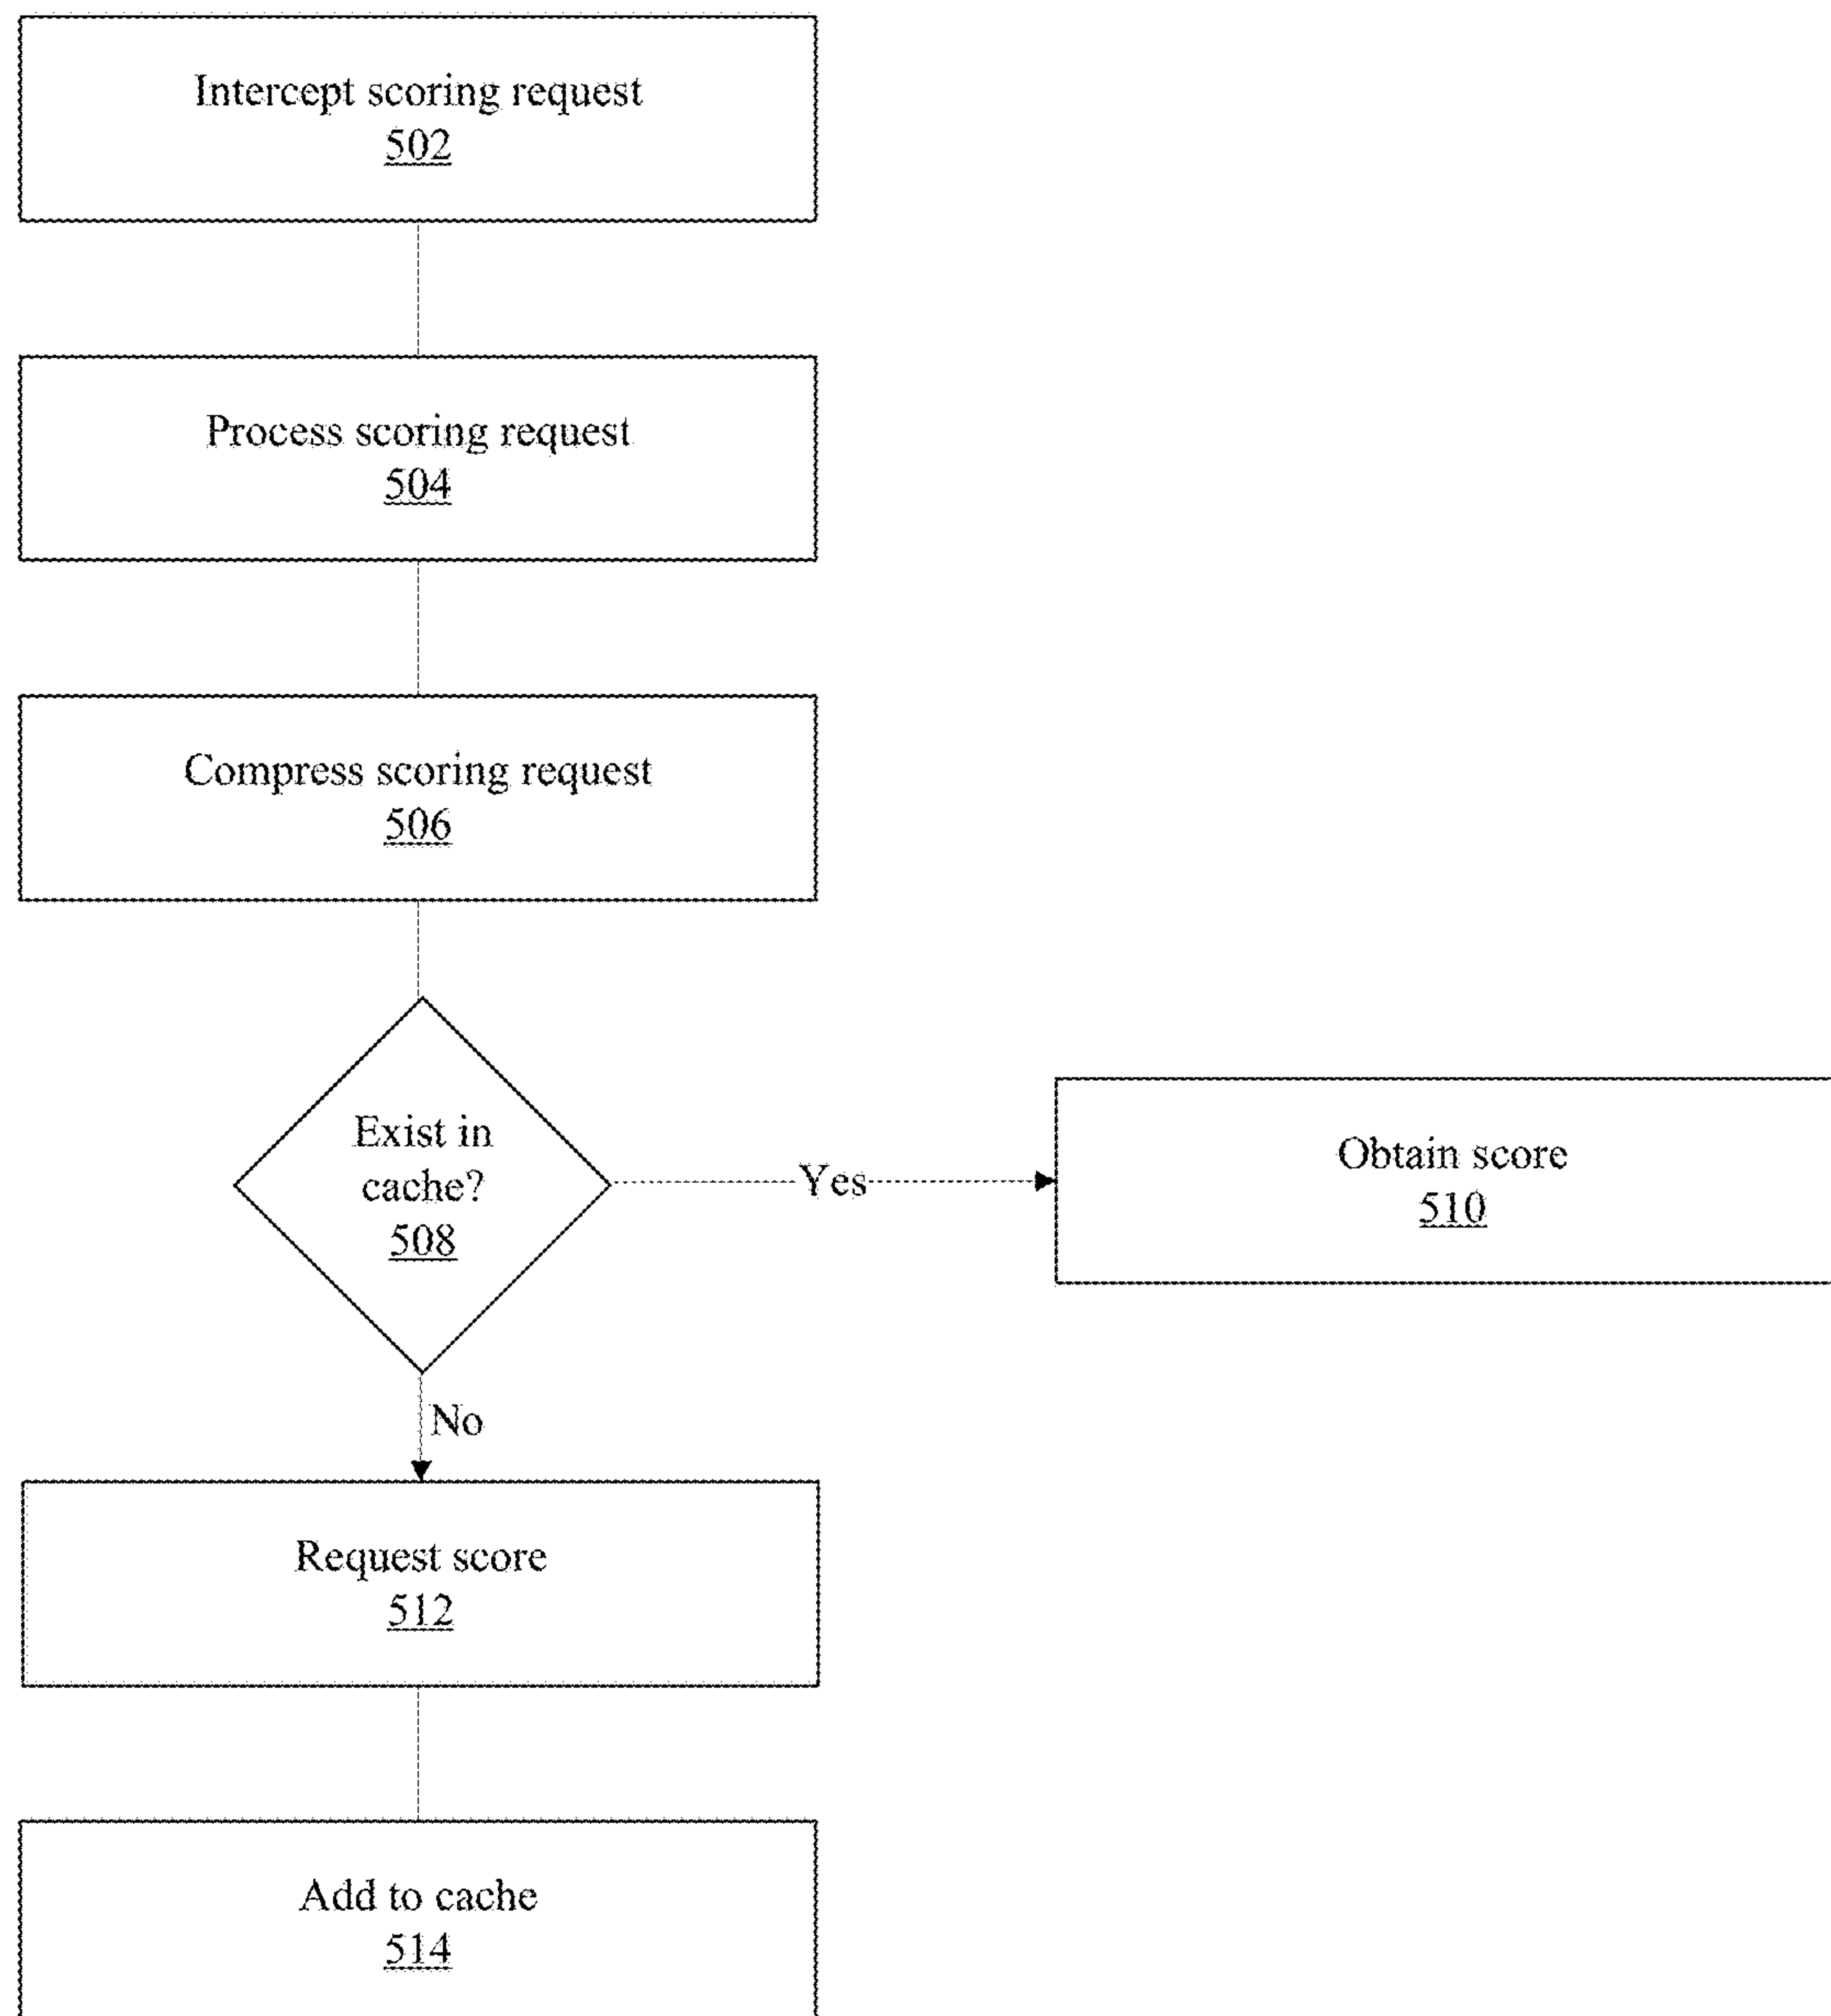 Intercept scoring request
502
Process scoring request
504
Compress scoring request
506
Exist in
cache?
508
Yes
Obtain score
510
No
Request score
512
Add to cache
514